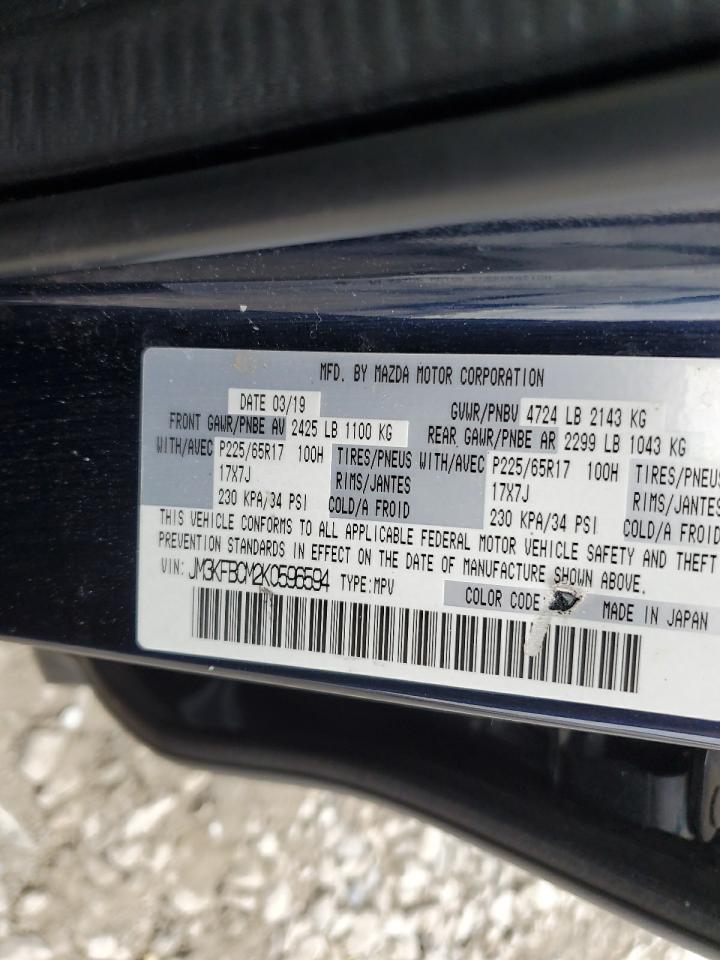 MFD. BY MAZDA MOTOR CORPORATION
DATE 03/19 GVWR/PNBV 4724 LB 2143 KG
FRONT GAWR/PNBE AV 2425 LB 1100 KG REAR GAWR/PNBE AR 2299 LB 1043 KG
WITH/AVEC P225/65R17 100H TIRES/PNEUS WITH/AVEC P225/65R17 100H TIRES/PNEUS
17X7J RIMS/JANTES 17X7J RIMS/JANTES
230 KPA/34 PSI COLD/A FROID 230 KPA/34 PSI COLD/A FROID
THIS VEHICLE CONFORMS TO ALL APPLICABLE FEDERAL MOTOR VEHICLE SAFETY AND THEFT
PREVENTION STANDARDS IN EFFECT ON THE DATE OF MANUFACTURE SHOWN ABOVE.
VIN: JM3KFBCM2K0596594 TYPE:MPV COLOR CODE: MADE IN JAPAN